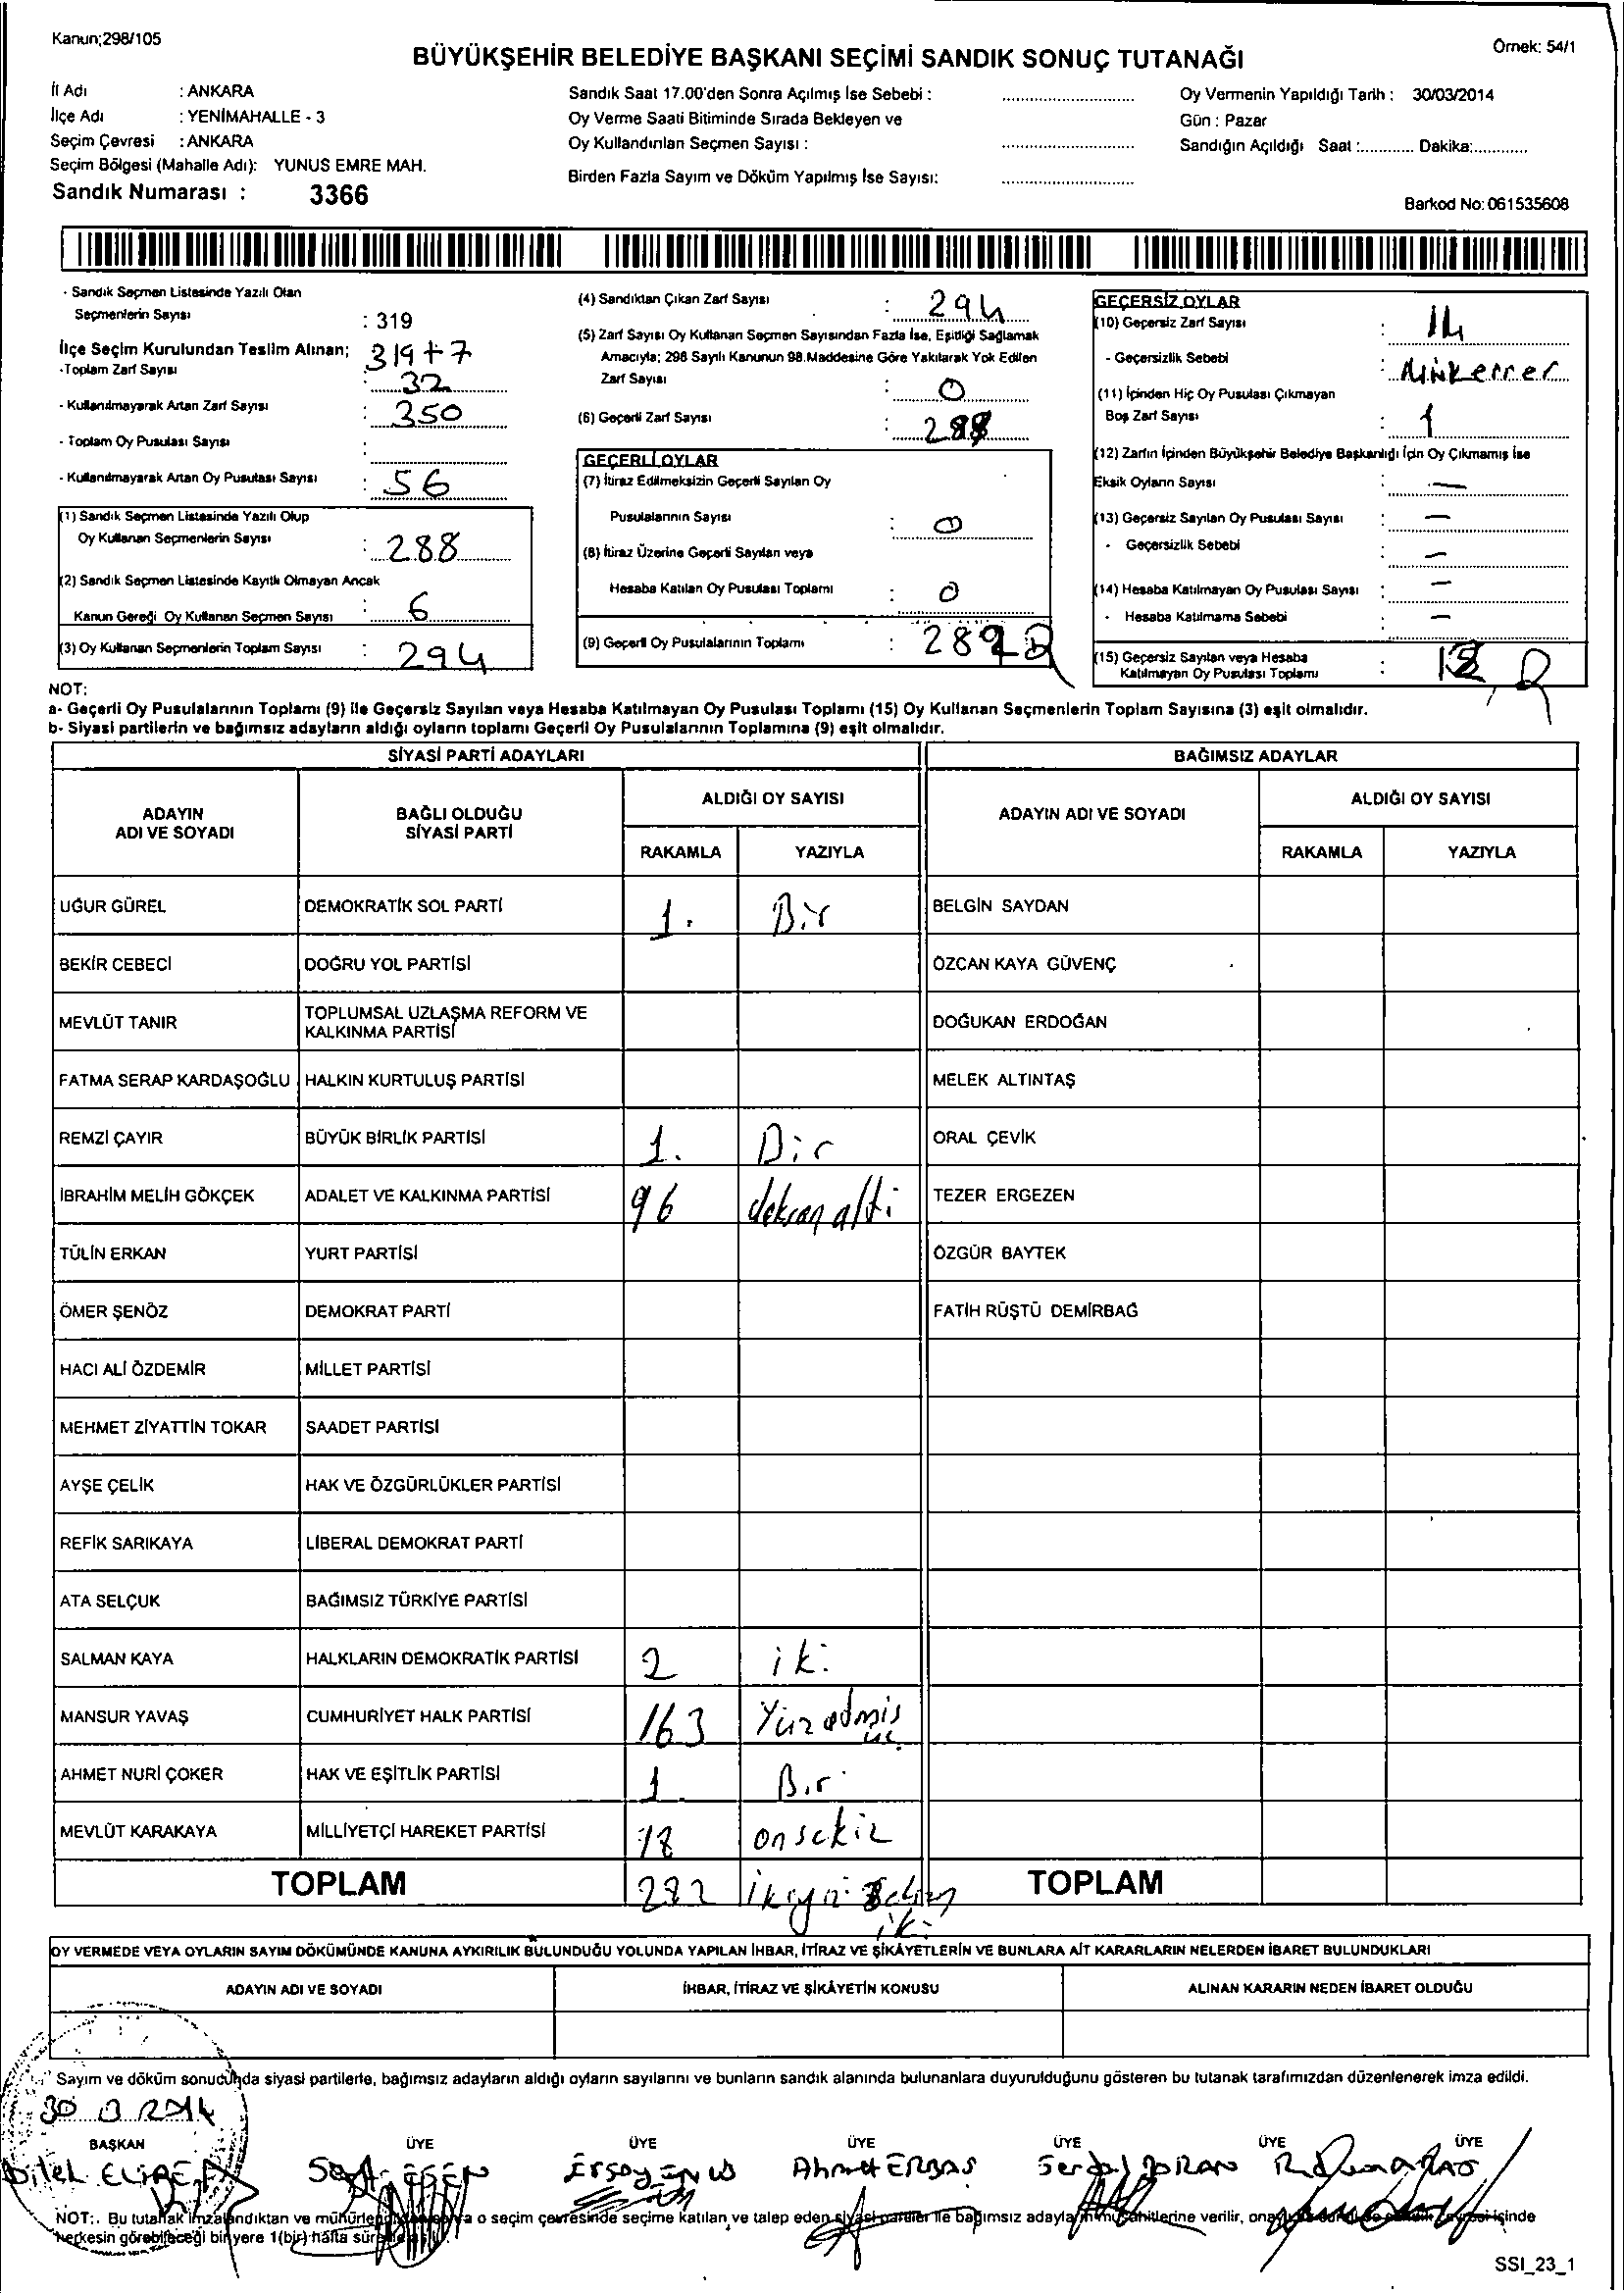 Kanun;298/105
Örnek: 54/1
BÜYÜKŞEHİR BELEDİYE BAŞKANI SEÇİMİ SANDIK SONUÇ TUTANAĞI
İl Adı : ANKARA
İlçe Adı : YENİMAHALLE - 3
Seçim Çevresi : ANKARA
Seçim Bölgesi (Mahalle Adı): YUNUS EMRE MAH.
Sandık Numarası : 3366
Sandık Saat 17.00'den Sonra Açılmış İse Sebebi :
Oy Verme Saati Bitiminde Sırada Bekleyen ve
Oy Kullandırılan Seçmen Sayısı :
Birden Fazla Sayım ve Döküm Yapılmış İse Sayısı:
Oy Vermenin Yapıldığı Tarih : 30/03/2014
Gün : Pazar
Sandığın Açıldığı Saat :............ Dakika:............
Barkod No: 061535608
- Sandık Seçmen Listesinde Yazılı Olan
Seçmenlerin Sayısı : 319
İlçe Seçim Kurulundan Teslim Alınan;
-Toplam Zarf Sayısı 319+7
: 32
- Kullanılmayarak Artan Zarf Sayısı : 350
- Toplam Oy Pusulası Sayısı :
- Kullanılmayarak Artan Oy Pusulası Sayısı : 56
(1) Sandık Seçmen Listesinde Yazılı Olup
Oy Kullanan Seçmenlerin Sayısı : 288
(2) Sandık Seçmen Listesinde Kayıtlı Olmayan Ancak
Kanun Gereği Oy Kullanan Seçmen Sayısı : 6
(3) Oy Kullanan Seçmenlerin Toplam Sayısı : 294
(4) Sandıktan Çıkan Zarf Sayısı : 294
(5) Zarf Sayısı Oy Kullanan Seçmen Sayısından Fazla İse, Eşitliği Sağlamak
Amacıyla; 298 Sayılı Kanunun 98.Maddesine Göre Yakılarak Yok Edilen
Zarf Sayısı : 0
(6) Geçerli Zarf Sayısı :
GEÇERLİ OYLAR
(7) İtiraz Edilmeksizin Geçerli Sayılan Oy
Pusulalarının Sayısı : 0
(8) İtiraz Üzerine Geçerli Sayılan veya
Hesaba Katılan Oy Pusulası Toplamı : 0
(9) Geçerli Oy Pusulalarının Toplamı :
GEÇERSİZ OYLAR
(10) Geçersiz Zarf Sayısı : 14
- Geçersizlik Sebebi : Münkerrer
(11) İçinden Hiç Oy Pusulası Çıkmayan
Boş Zarf Sayısı : 1
(12) Zarfın İçinden Büyükşehir Belediye Başkanlığı İçin Oy Çıkmamış İse
Eksik Oyların Sayısı : —
(13) Geçersiz Sayılan Oy Pusulası Sayısı : —
- Geçersizlik Sebebi : —
(14) Hesaba Katılmayan Oy Pusulası Sayısı : —
- Hesaba Katılmama Sebebi : —
(15) Geçersiz Sayılan veya Hesaba
Katılmayan Oy Pusulası Toplamı :
NOT:
a- Geçerli Oy Pusulalarının Toplamı (9) ile Geçersiz Sayılan veya Hesaba Katılmayan Oy Pusulası Toplamı (15) Oy Kullanan Seçmenlerin Toplam Sayısına (3) eşit olmalıdır.
b- Siyasi partilerin ve bağımsız adayların aldığı oyların toplamı Geçerli Oy Pusulalarının Toplamına (9) eşit olmalıdır.
SİYASİ PARTİ ADAYLARI
BAĞIMSIZ ADAYLAR
ADAYIN ADI VE SOYADI
BAĞLI OLDUĞU SİYASİ PARTİ
ALDIĞI OY SAYISI
RAKAMLA YAZIYLA
ADAYIN ADI VE SOYADI
ALDIĞI OY SAYISI
RAKAMLA YAZIYLA
UĞUR GÜREL DEMOKRATİK SOL PARTİ 1. Bir BELGİN SAYDAN
BEKİR CEBECİ DOĞRU YOL PARTİSİ ÖZCAN KAYA GÜVENÇ
MEVLÜT TANIR TOPLUMSAL UZLAŞMA REFORM VE KALKINMA PARTİSİ DOĞUKAN ERDOĞAN
FATMA SERAP KARDAŞOĞLU HALKIN KURTULUŞ PARTİSİ MELEK ALTINTAŞ
REMZİ ÇAYIR BÜYÜK BİRLİK PARTİSİ 1. Bir ORAL ÇEVİK
İBRAHİM MELİH GÖKÇEK ADALET VE KALKINMA PARTİSİ 96 doksan alti TEZER ERGEZEN
TÜLİN ERKAN YURT PARTİSİ ÖZGÜR BAYTEK
ÖMER ŞENÖZ DEMOKRAT PARTİ FATİH RÜŞTÜ DEMİRBAĞ
HACI ALİ ÖZDEMİR MİLLET PARTİSİ
MEHMET ZİYATTİN TOKAR SAADET PARTİSİ
AYŞE ÇELİK HAK VE ÖZGÜRLÜKLER PARTİSİ
REFİK SARIKAYA LİBERAL DEMOKRAT PARTİ
ATA SELÇUK BAĞIMSIZ TÜRKİYE PARTİSİ
SALMAN KAYA HALKLARIN DEMOKRATİK PARTİSİ 2 iki
MANSUR YAVAŞ CUMHURİYET HALK PARTİSİ 163 Yüz atmis üç
AHMET NURİ ÇOKER HAK VE EŞİTLİK PARTİSİ 1 Bir
MEVLÜT KARAKAYA MİLLİYETÇİ HAREKET PARTİSİ 18 onsekiz
TOPLAM 282 iki TOPLAM
OY VERMEDE VEYA OYLARIN SAYIM DÖKÜMÜNDE KANUNA AYKIRILIK BULUNDUĞU YOLUNDA YAPILAN İHBAR, İTİRAZ VE ŞİKÂYETLERİN VE BUNLARA AİT KARARLARIN NELERDEN İBARET BULUNDUKLARI
ADAYIN ADI VE SOYADI İHBAR, İTİRAZ VE ŞİKÂYETİN KONUSU ALINAN KARARIN NEDEN İBARET OLDUĞU
Sayım ve döküm sonucunda siyasi partilerle, bağımsız adayların aldığı oyların sayılarını ve bunların sandık alanında bulunanlara duyurulduğunu gösteren bu tutanak tarafımızdan düzenlenerek imza edildi.
30 3 2014
BAŞKAN ÜYE ÜYE ÜYE ÜYE ÜYE ÜYE
Dilek ESEN Ersoy Ahmet ERBAŞ
NOT:. Bu tutanak imzalandıktan ve o seçim çevresinde seçime katılan ve talep eden siyasi partiler ile bağımsız adayların müşahitlerine verilir, içinde
herkesin görebileceği bir yere 1(bir) hafta
SSI_23_1